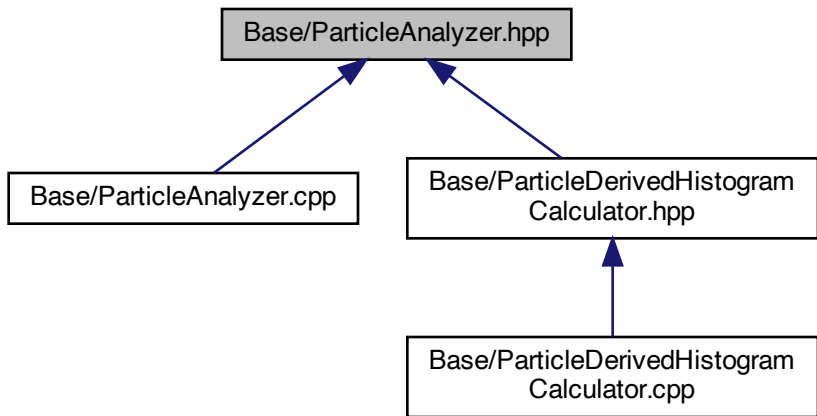 Base/ParticleAnalyzer.hpp
Base/ParticleAnalyzer.cpp
Base/ParticleDerivedHistogram
Calculator.hpp
Base/ParticleDerivedHistogram
Calculator.cpp